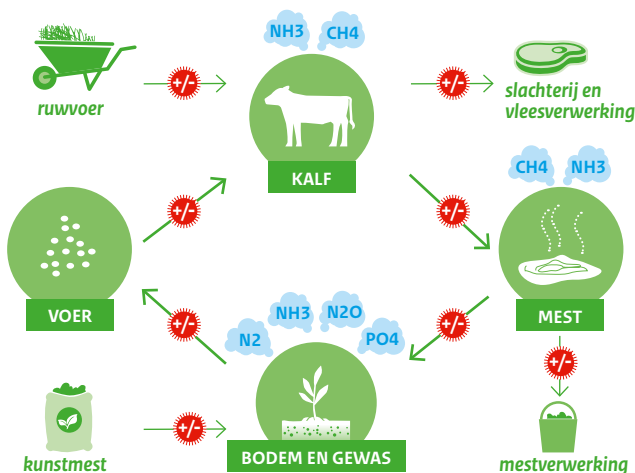 NH3 CH4
ruwvoer
+/-
+/-
slachterij en
vleesverwerking
KALF
CH4 NH3
+/-
+/-
VOER
MEST
N2 NH3 N2O PO4
+/-
+/-
+/-
kunstmest
+/-
BODEM EN GEWAS
mestverwerking